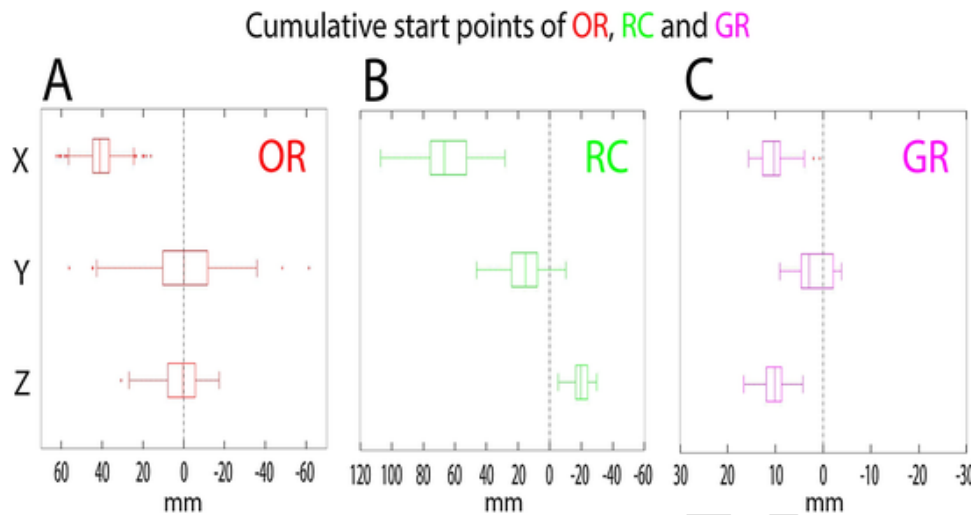 Cumulative start points of OR, RC and GR
A
B
C
X
OR
RC
GR
Y
Z
60 40 20 0 -20 -40 -60
120 100 80 60 40 20 0 -20 -40 -60
30 20 10 0 -10 -20 -30
mm
mm
mm